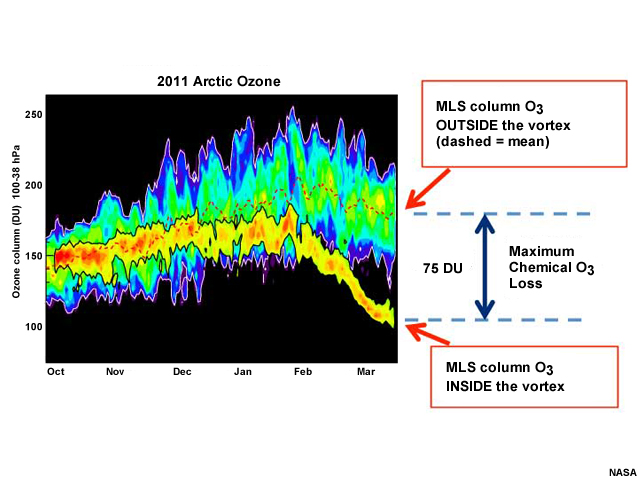 2011 Arctic Ozone
Ozone column (DU) 100-38 hPa
250
200
150
100
Oct Nov Dec Jan Feb Mar
MLS column O3
OUTSIDE the vortex
(dashed = mean)
75 DU
Maximum
Chemical O3
Loss
MLS column O3
INSIDE the vortex
NASA